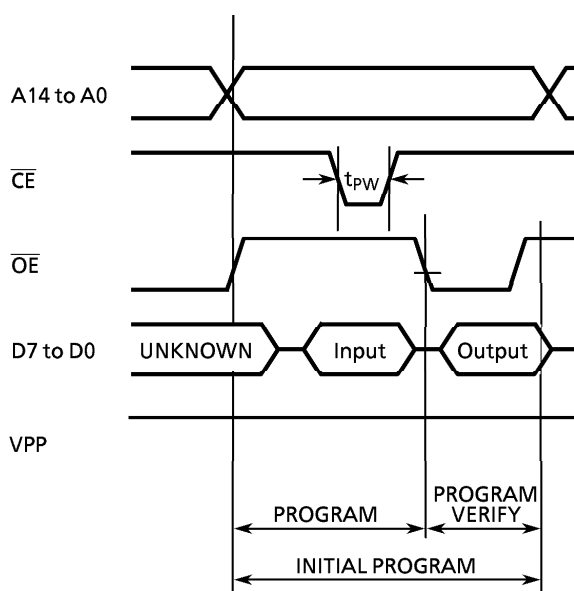 A14 to A0
CE
tPW
OE
D7 to D0
UNKNOWN
Input
Output
VPP
PROGRAM
PROGRAM
VERIFY
INITIAL PROGRAM